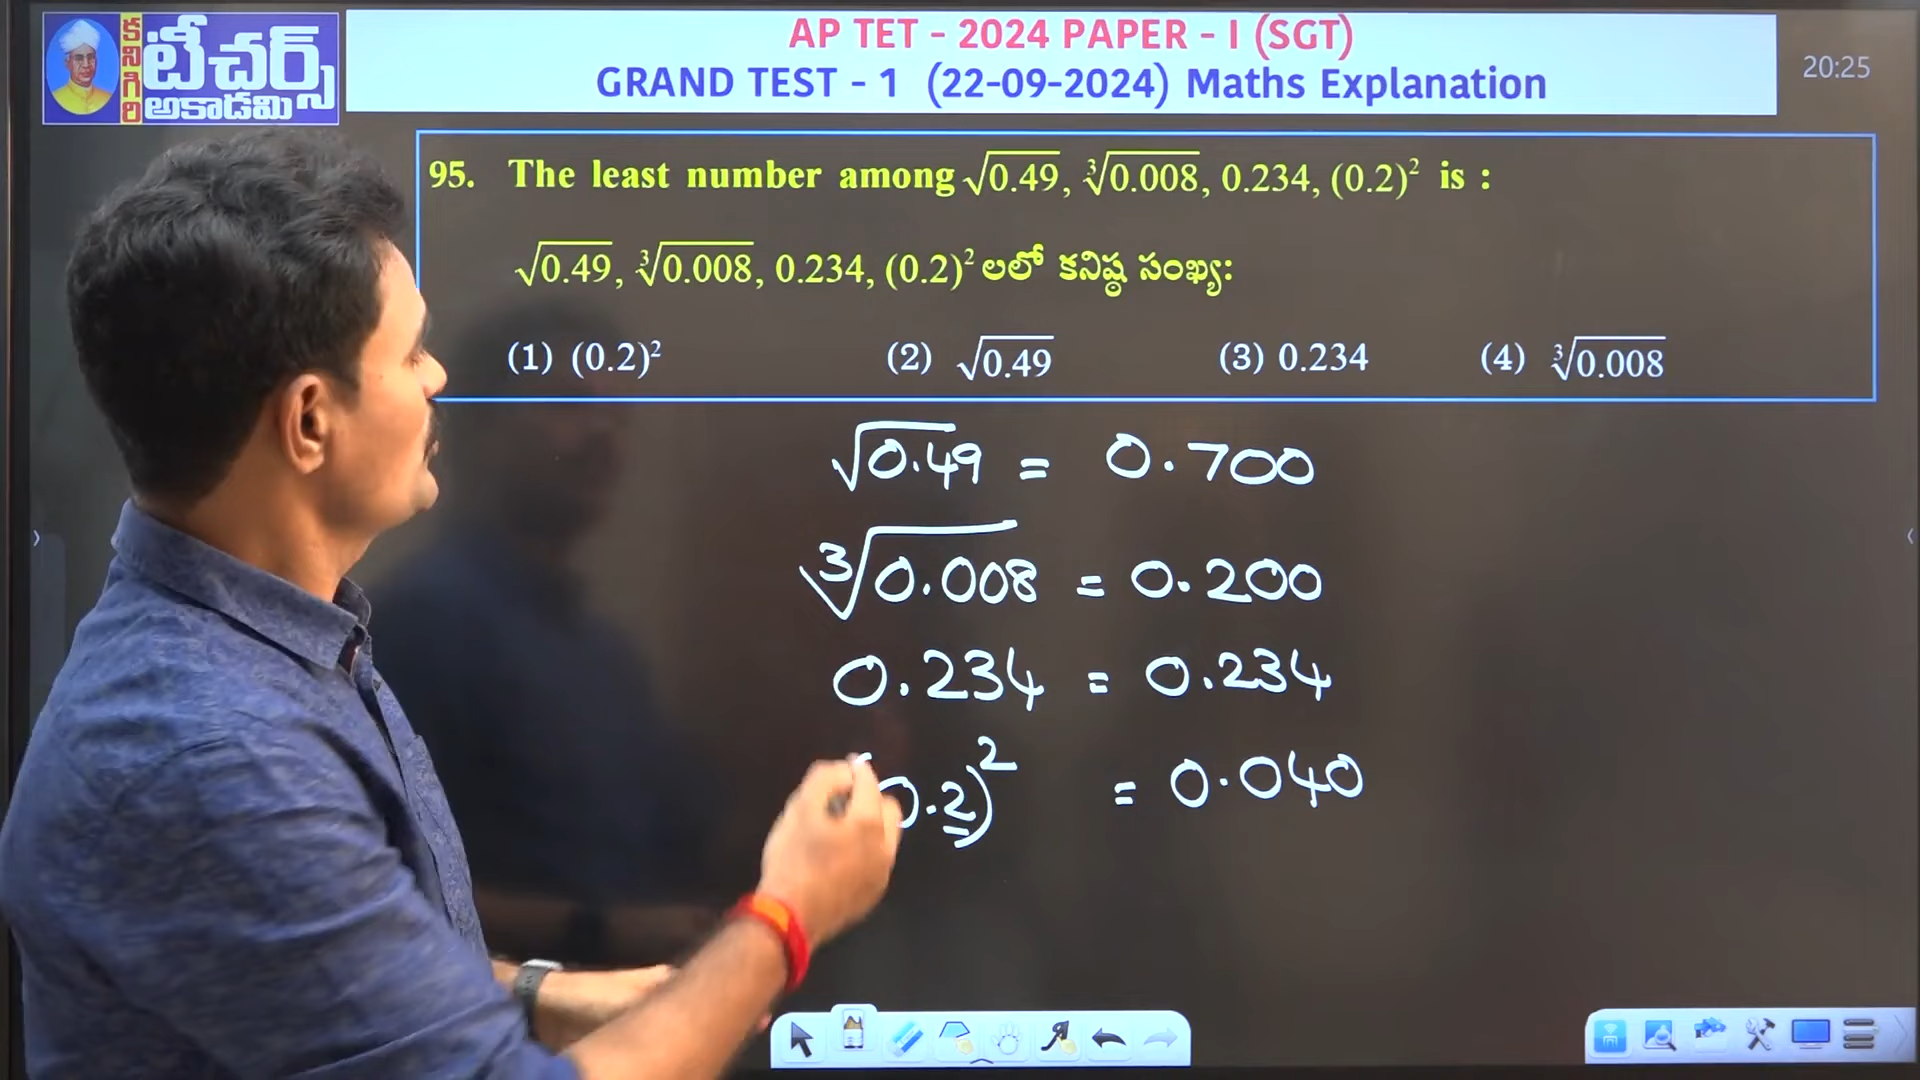 కనిగిరి
టీచర్స్
అకాడమి
AP TET - 2024 PAPER - I (SGT)
GRAND TEST - 1 (22-09-2024) Maths Explanation
20:25
95. The least number among √0.49, ∛0.008, 0.234, (0.2)² is :
√0.49, ∛0.008, 0.234, (0.2)² లలో కనిష్ఠ సంఖ్య:
(1) (0.2)² (2) √0.49 (3) 0.234 (4) ∛0.008
√0.49 = 0.700
∛0.008 = 0.200
0.234 = 0.234
0.2)² = 0.040